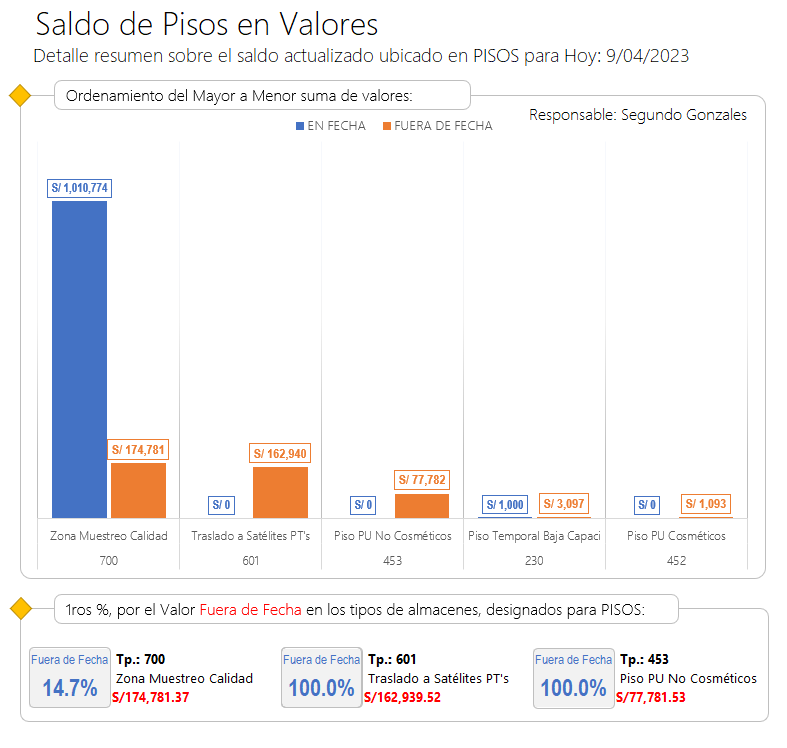 Saldo de Pisos en Valores
Detalle resumen sobre el saldo actualizado ubicado en PISOS para Hoy: 9/04/2023
Ordenamiento del Mayor a Menor suma de valores:
Responsable: Segundo Gonzales
EN FECHA FUERA DE FECHA
S/ 1,010,774
S/ 174,781
S/ 0
S/ 162,940
S/ 0
S/ 77,782
S/ 1,000
S/ 3,097
S/ 0
S/ 1,093
Zona Muestreo Calidad Traslado a Satélites PT's Piso PU No Cosméticos Piso Temporal Baja Capaci Piso PU Cosméticos
700 601 453 230 452
1ros %, por el Valor Fuera de Fecha en los tipos de almacenes, designados para PISOS:
Fuera de Fecha
14.7%
Tp.: 700
Zona Muestreo Calidad
S/174,781.37
Fuera de Fecha
100.0%
Tp.: 601
Traslado a Satélites PT's
S/162,939.52
Fuera de Fecha
100.0%
Tp.: 453
Piso PU No Cosméticos
S/77,781.53